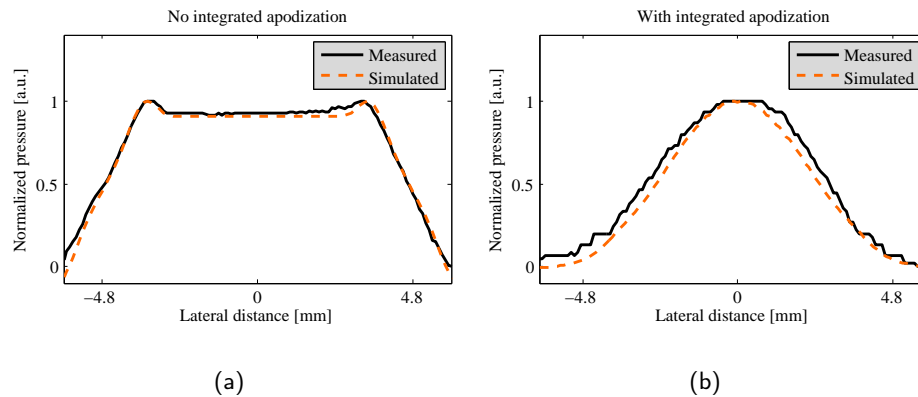 No integrated apodization
Normalized pressure [a.u.]
1
0.5
0
Measured
Simulated
−4.8
0
4.8
Lateral distance [mm]
(a)
With integrated apodization
Normalized pressure [a.u.]
1
0.5
0
Measured
Simulated
−4.8
0
4.8
Lateral distance [mm]
(b)